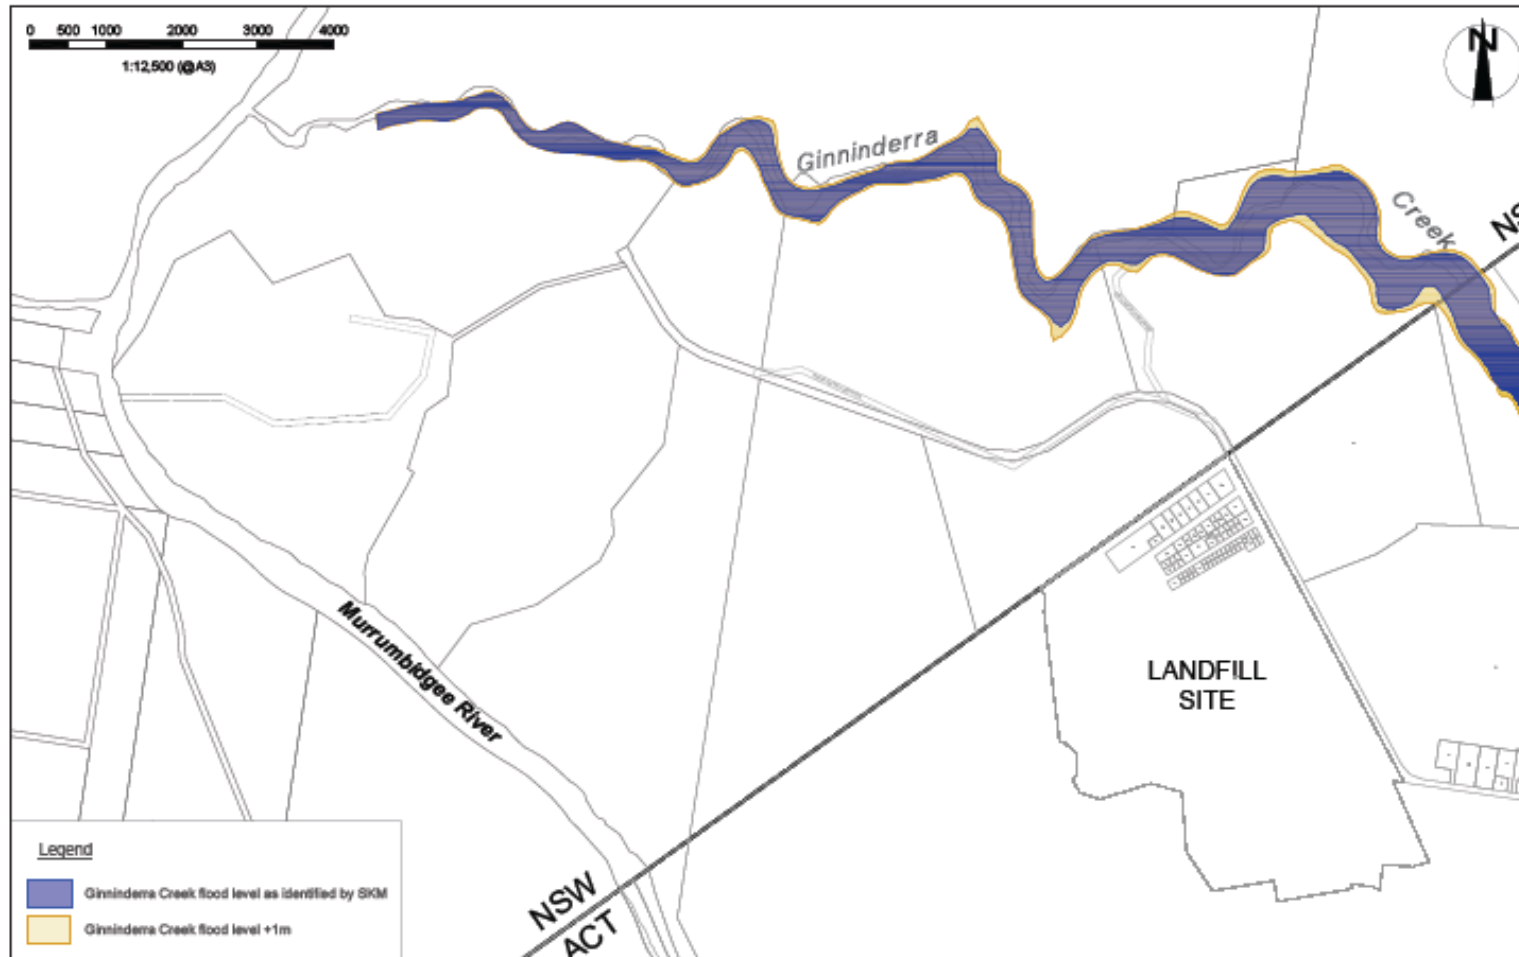 0 500 1000 2000 3000 4000
1:12,500 (@A3)
N
Ginninderra
Creek
NS
Murrumbidgee River
LANDFILL
SITE
NSW
ACT
Legend
Ginninderra Creek flood level as identified by SKM
Ginninderra Creek flood level +1m